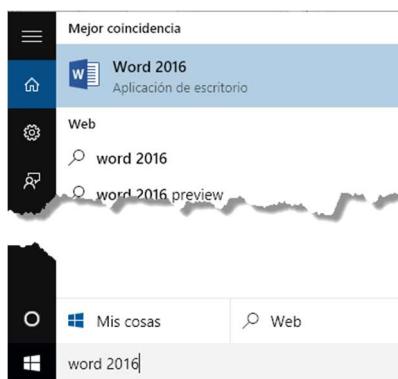 Mejor coincidencia
W
Word 2016
Aplicación de escritorio
Web
word 2016
word 2016 preview
Mis cosas
Web
word 2016